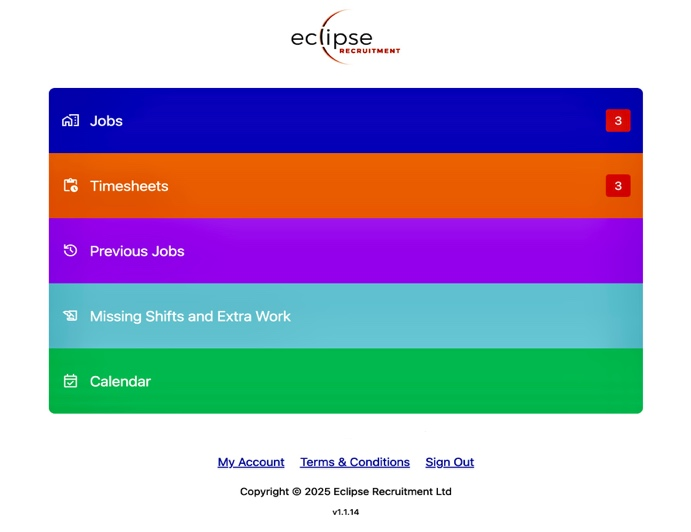 eclipse
RECRUITMENT
Jobs 3
Timesheets 3
Previous Jobs
Missing Shifts and Extra Work
Calendar
My Account Terms & Conditions Sign Out
Copyright © 2025 Eclipse Recruitment Ltd
v1.1.14